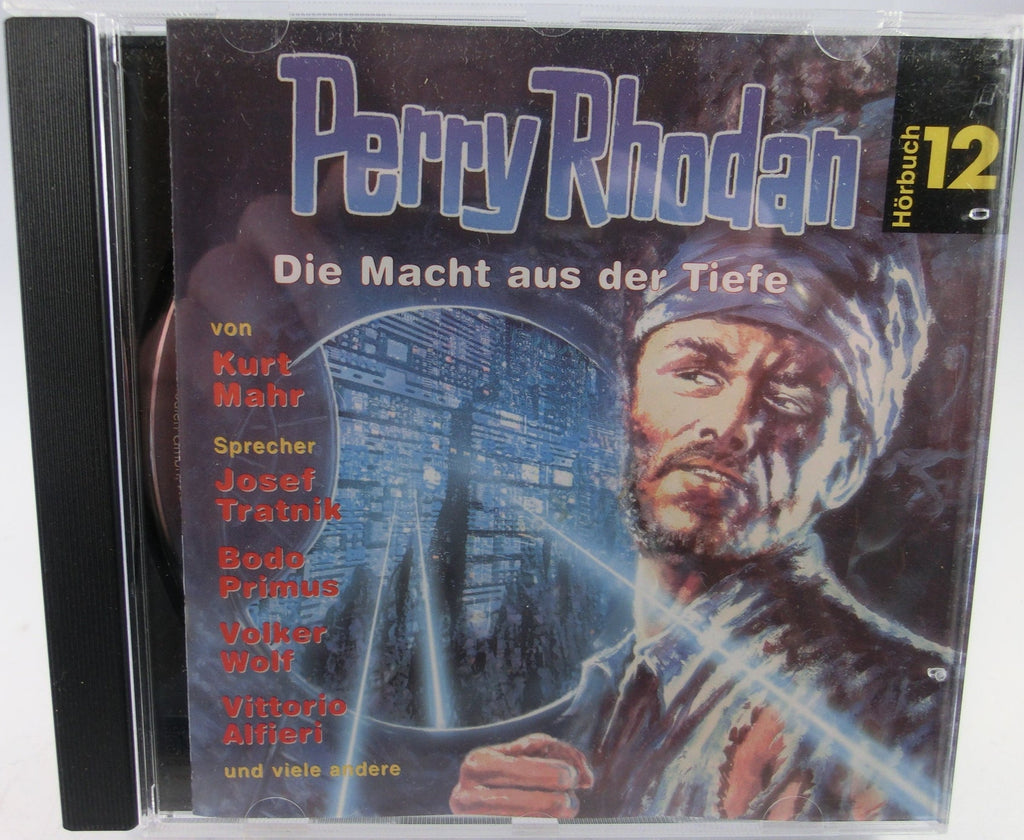 Perry Rhodan
Hörbuch 12
Die Macht aus der Tiefe
von
Kurt
Mahr
Sprecher
Josef
Tratnik
Bodo
Primus
Volker
Wolf
Vittorio
Alfieri
und viele andere